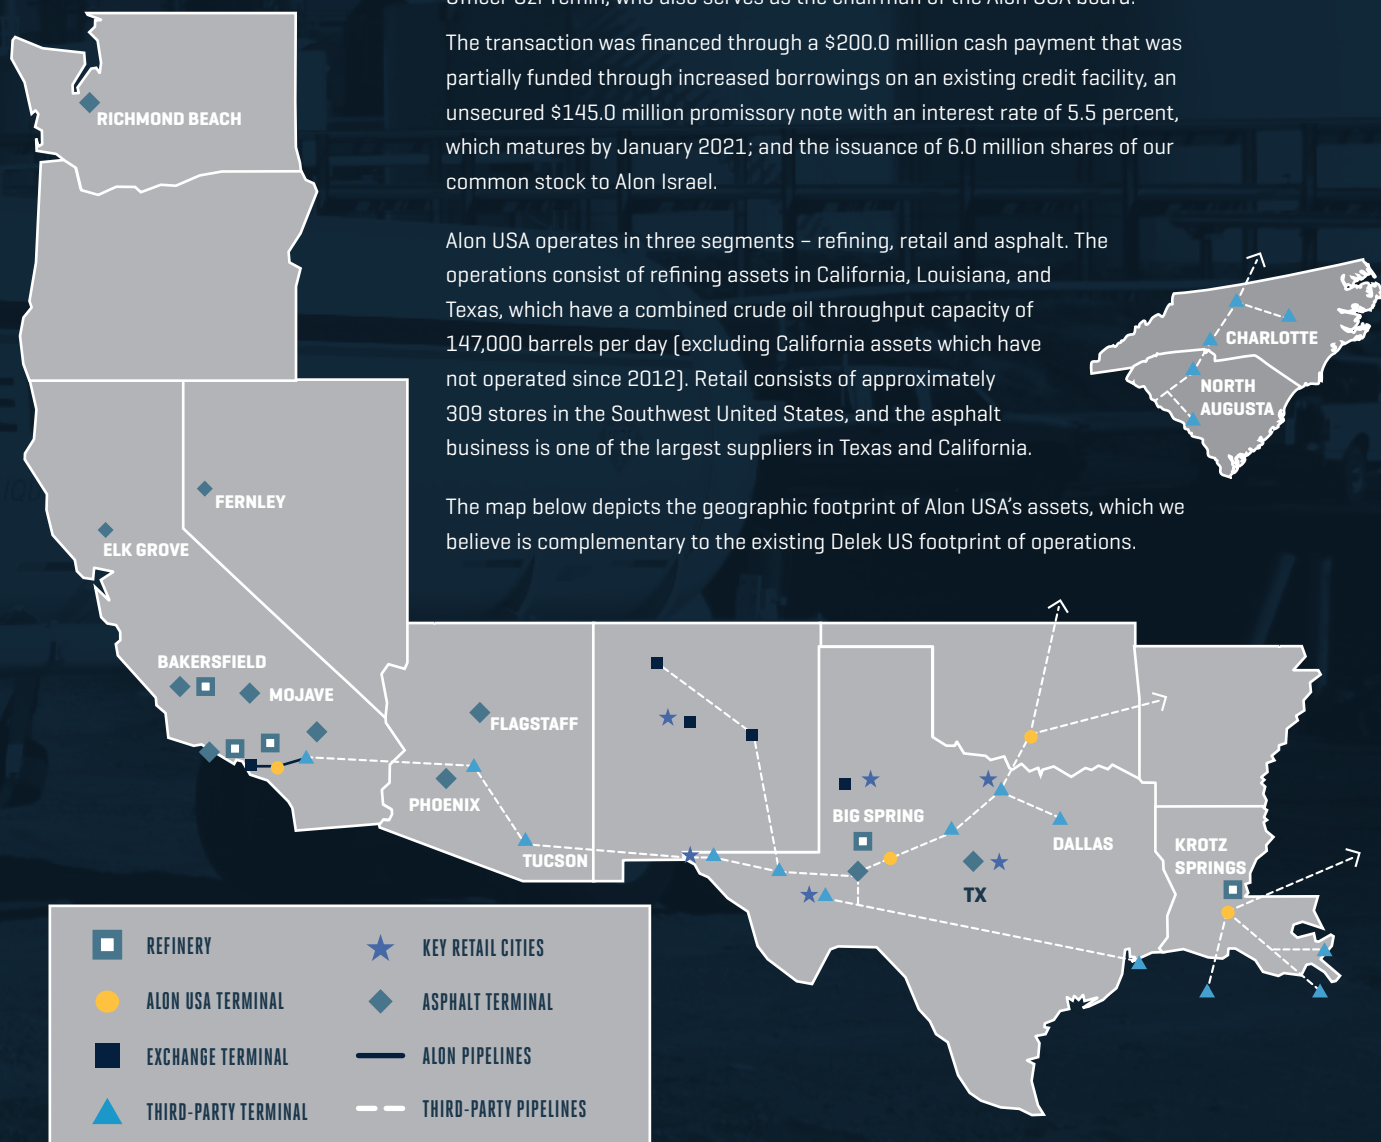 The transaction was financed through a $200.0 million cash payment that was
partially funded through increased borrowings on an existing credit facility, an
unsecured $145.0 million promissory note with an interest rate of 5.5 percent,
which matures by January 2021; and the issuance of 6.0 million shares of our
common stock to Alon Israel.
Alon USA operates in three segments – refining, retail and asphalt. The
operations consist of refining assets in California, Louisiana, and
Texas, which have a combined crude oil throughput capacity of
147,000 barrels per day (excluding California assets which have
not operated since 2012). Retail consists of approximately
309 stores in the Southwest United States, and the asphalt
business is one of the largest suppliers in Texas and California.
The map below depicts the geographic footprint of Alon USA's assets, which we
believe is complementary to the existing Delek US footprint of operations.
RICHMOND BEACH
CHARLOTTE
NORTH
AUGUSTA
FERNLEY
ELK GROVE
BAKERSFIELD
MOJAVE
FLAGSTAFF
PHOENIX
TUCSON
BIG SPRING
DALLAS
TX
KROTZ
SPRINGS
REFINERY
ALON USA TERMINAL
EXCHANGE TERMINAL
THIRD-PARTY TERMINAL
KEY RETAIL CITIES
ASPHALT TERMINAL
ALON PIPELINES
THIRD-PARTY PIPELINES